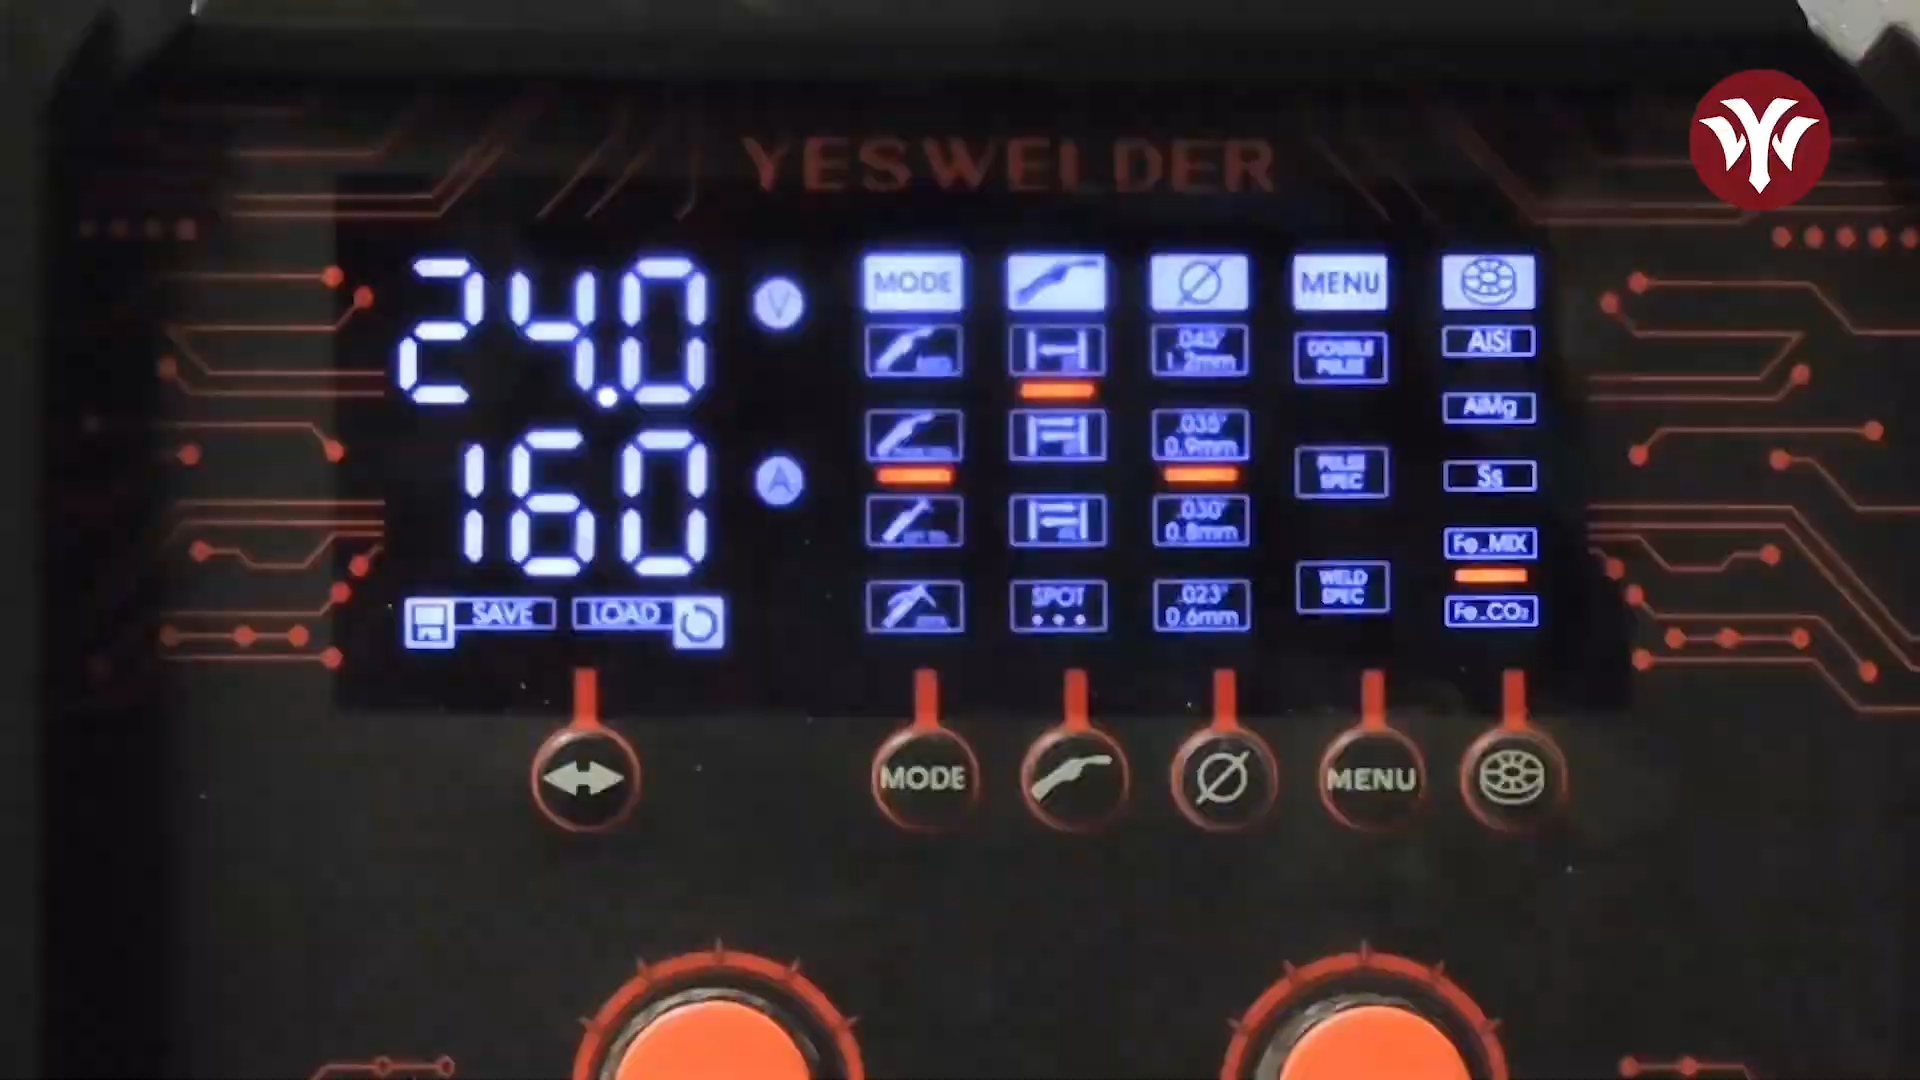 YESWELDER
24.0 V
160 A
SAVE LOAD
MODE
MENU
.045"
1.2mm
.035"
0.9mm
.030"
0.8mm
SPOT
.023"
0.6mm
DOUBLE
PULSE
PULSE
SPEC
WELD
SPEC
AlSi
AlMg
Ss
Fe_MIX
Fe_CO₂
MODE
MENU